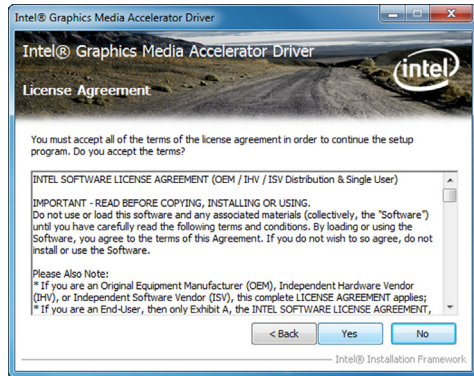 Intel® Graphics Media Accelerator Driver
Intel® Graphics Media Accelerator Driver
intel
License Agreement
You must accept all of the terms of the license agreement in order to continue the setup
program. Do you accept the terms?
INTEL SOFTWARE LICENSE AGREEMENT (OEM / IHV / ISV Distribution & Single User)
IMPORTANT - READ BEFORE COPYING, INSTALLING OR USING.
Do not use or load this software and any associated materials (collectively, the "Software")
until you have carefully read the following terms and conditions. By loading or using the
Software, you agree to the terms of this Agreement. If you do not wish to so agree, do not
install or use the Software.
Please Also Note:
* If you are an Original Equipment Manufacturer (OEM), Independent Hardware Vendor
(IHV), or Independent Software Vendor (ISV), this complete LICENSE AGREEMENT applies;
* If you are an End-User, then only Exhibit A, the INTEL SOFTWARE LICENSE AGREEMENT,
< Back Yes No
Intel® Installation Framework